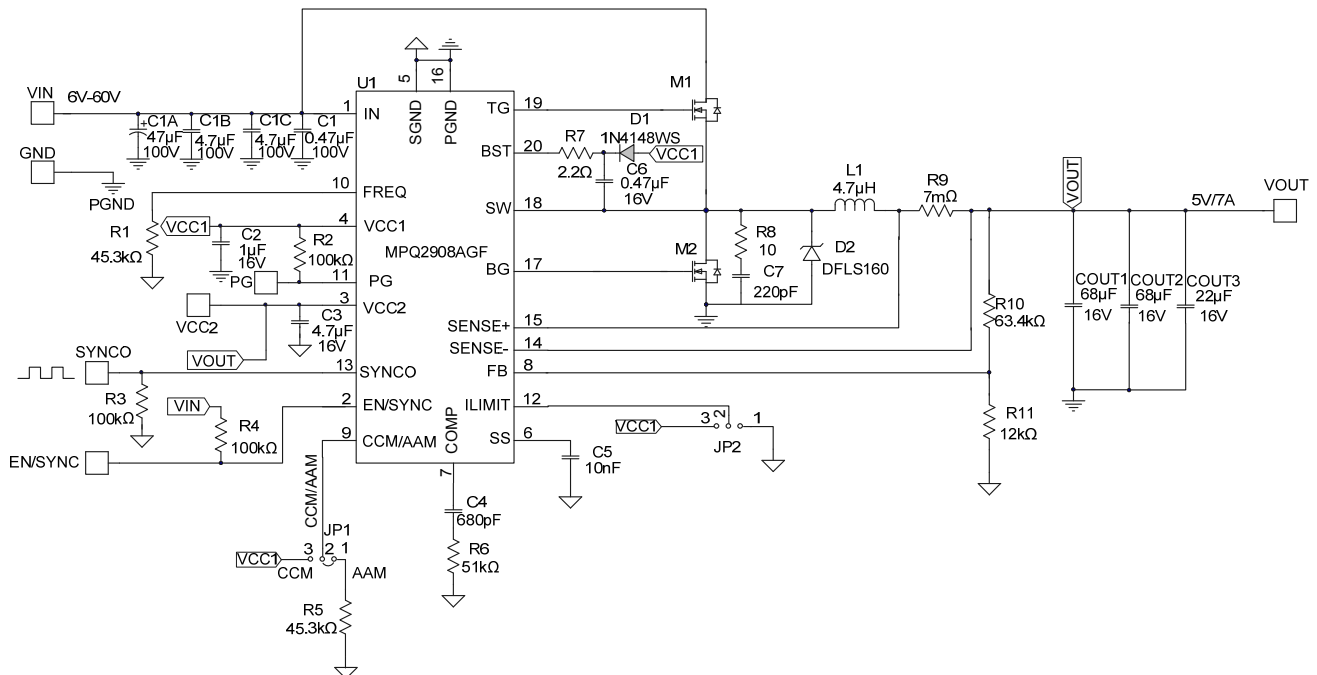 U1
MPQ2908AGF
VIN
6V-60V
GND
PGND
C1A
+
47µF
100V
C1B
4.7µF
100V
C1C
4.7µF
100V
C1
0.47µF
100V
1
IN
5
SGND
16
PGND
10
FREQ
R1
45.3kΩ
VCC1
4
VCC1
C2
1µF
16V
R2
100kΩ
PG
11
PG
3
VCC2
VCC2
C3
4.7µF
16V
VOUT
SYNCO
13
SYNCO
R3
100kΩ
VIN
R4
100kΩ
2
EN/SYNC
EN/SYNC
9
CCM/AAM
CCM/AAM
JP1
VCC1
3
2
1
CCM
AAM
R5
45.3kΩ
COMP
7
C4
680pF
R6
51kΩ
TG
19
M1
BST
20
R7
2.2Ω
D1
1N4148WS
VCC1
C6
0.47µF
16V
SW
18
L1
4.7µH
R9
7mΩ
VOUT
5V/7A
VOUT
R8
10
C7
220pF
D2
DFLS160
BG
17
M2
SENSE+
15
SENSE-
14
FB
8
R10
63.4kΩ
R11
12kΩ
COUT1
68µF
16V
COUT2
68µF
16V
COUT3
22µF
16V
ILIMIT
12
VCC1
3
2
1
JP2
SS
6
C5
10nF